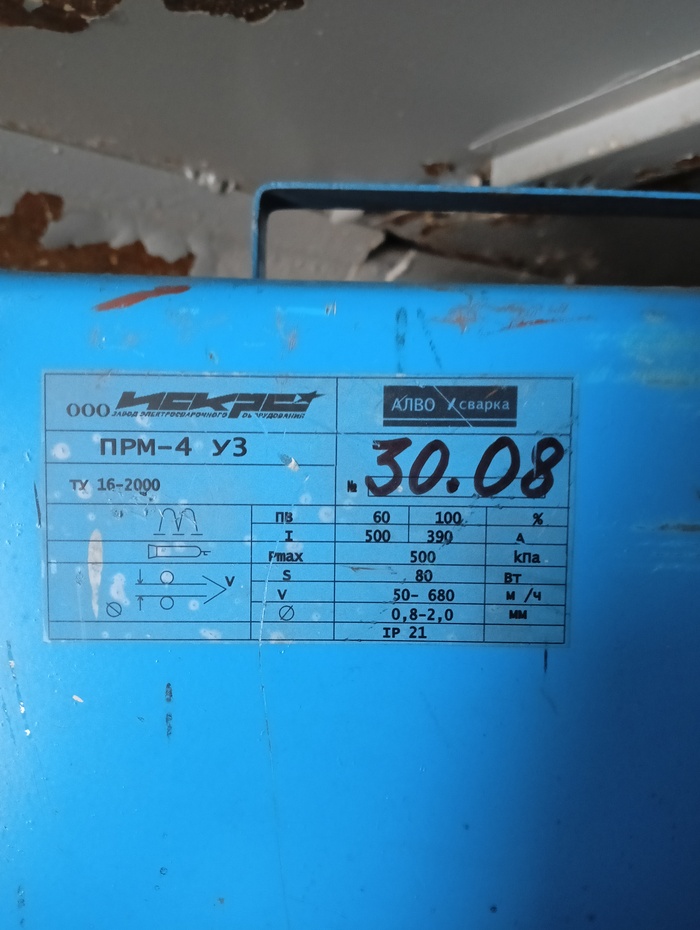 ООО ИСКРА
ЗАВОД ЭЛЕКТРОСВАРОЧНОГО ОБОРУДОВАНИЯ
АЛВО сварка
ПРМ-4 У3
ТУ 16-2000
№ 30.08
ПВ 60 100 %
I 500 390 А
Pmax 500 кПа
S 80 Вт
V 50- 680 м /ч
∅ 0,8-2,0 мм
IP 21
V
∅